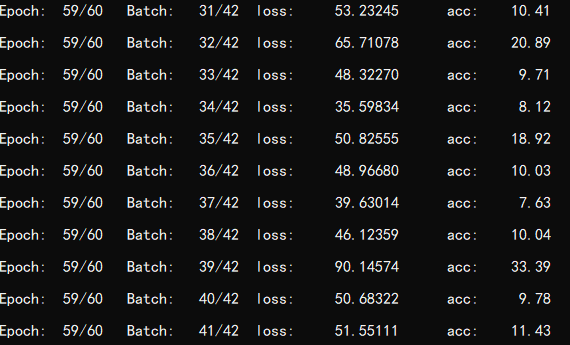 Epoch: 59/60 Batch: 31/42 loss: 53.23245 acc: 10.41
Epoch: 59/60 Batch: 32/42 loss: 65.71078 acc: 20.89
Epoch: 59/60 Batch: 33/42 loss: 48.32270 acc: 9.71
Epoch: 59/60 Batch: 34/42 loss: 35.59834 acc: 8.12
Epoch: 59/60 Batch: 35/42 loss: 50.82555 acc: 18.92
Epoch: 59/60 Batch: 36/42 loss: 48.96680 acc: 10.03
Epoch: 59/60 Batch: 37/42 loss: 39.63014 acc: 7.63
Epoch: 59/60 Batch: 38/42 loss: 46.12359 acc: 10.04
Epoch: 59/60 Batch: 39/42 loss: 90.14574 acc: 33.39
Epoch: 59/60 Batch: 40/42 loss: 50.68322 acc: 9.78
Epoch: 59/60 Batch: 41/42 loss: 51.55111 acc: 11.43